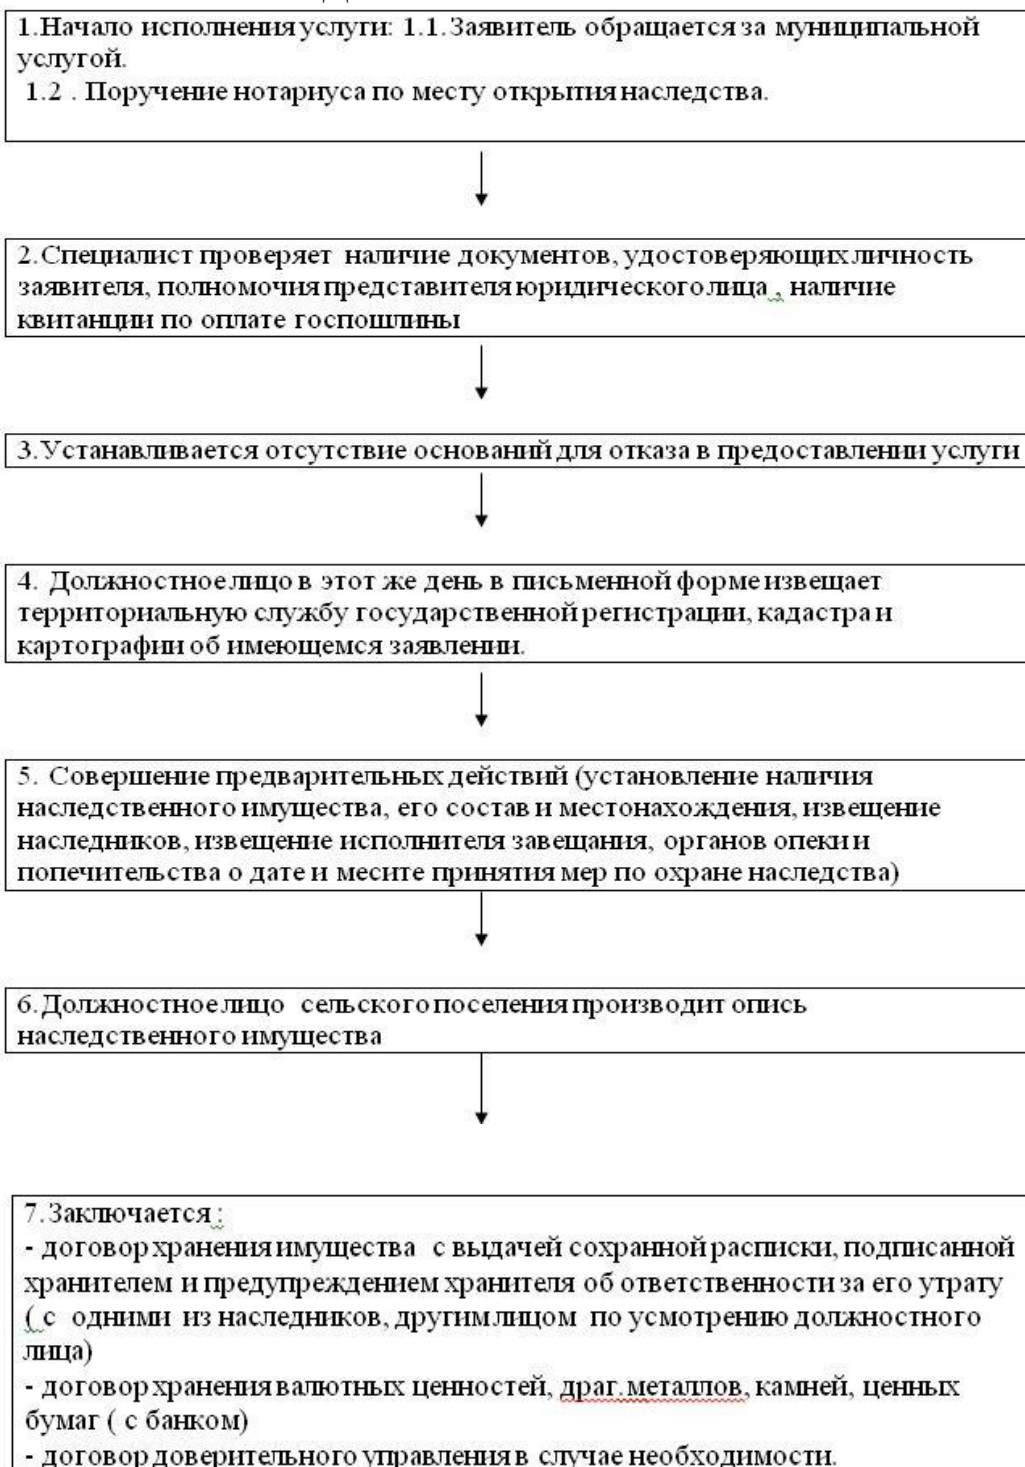 1.Начало исполнения услуги: 1.1.Заявитель обращается за муниципальной
услугой.
1.2 . Поручение нотариуса по месту открытия наследства.
2.Специалист проверяет наличие документов, удостоверяющих личность
заявителя, полномочия представителя юридического лица , наличие
квитанции по оплате госпошлины
3.Устанавливается отсутствие оснований для отказа в предоставлении услуги
4. Должностное лицо в этот же день в письменной форме извещает
территориальную службу государственной регистрации, кадастра и
картографии об имеющемся заявлении.
5. Совершение предварительных действий (установление наличия
наследственного имущества, его состав и местонахождения, извещение
наследников, извещение исполнителя завещания, органов опеки и
попечительства о дате и месите принятия мер по охране наследства)
6.Должностное лицо сельского поселения производит опись
наследственного имущества
7.Заключается :
- договор хранения имущества с выдачей сохранной расписки, подписанной
хранителем и предупреждением хранителя об ответственности за его утрату
( с одними из наследников, другим лицом по усмотрению должностного
лица)
- договор хранения валютных ценностей, драг.металлов, камней, ценных
бумаг ( с банком)
- договор доверительного управления в случае необходимости.